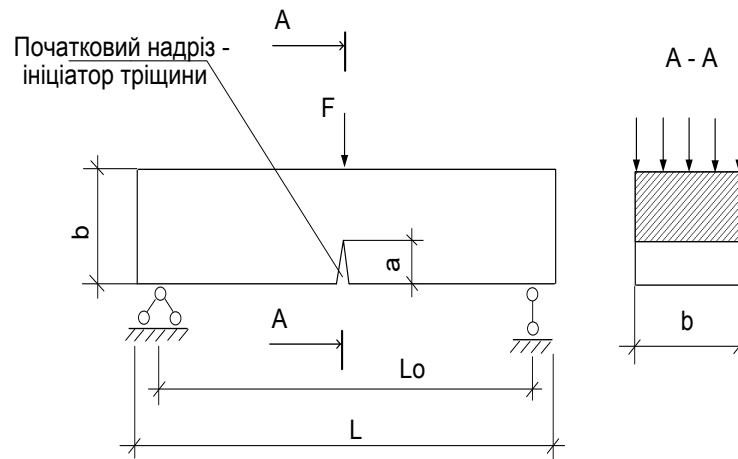 A
Початковий надріз -
ініціатор тріщини
A - A
F
b
a
A
Lo
b
L